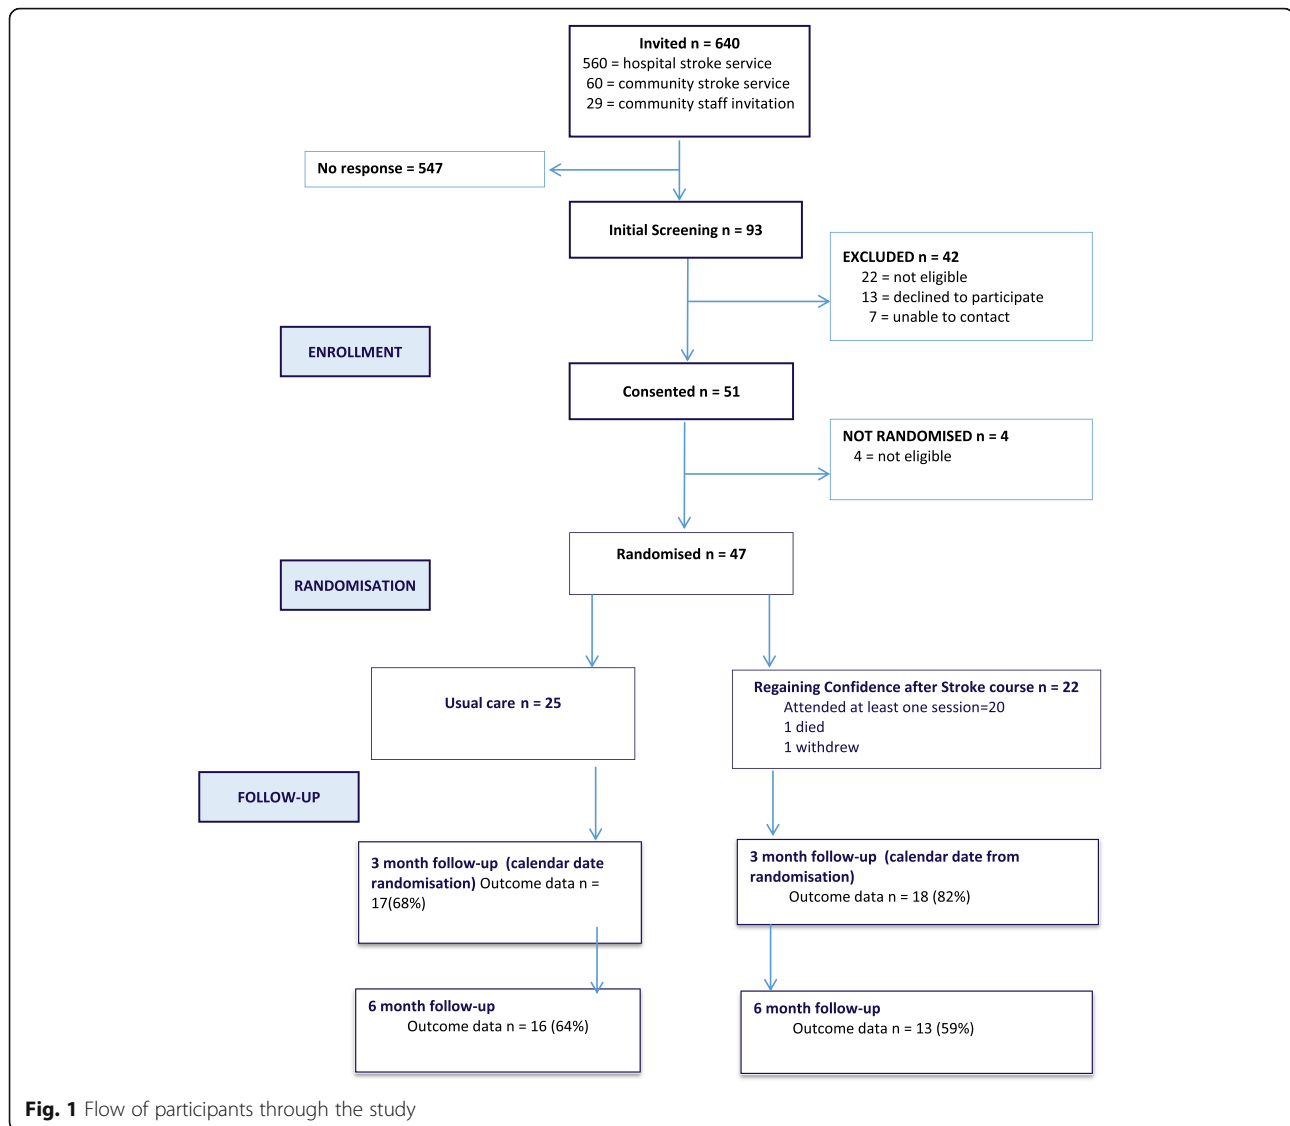 Invited n = 640
560 = hospital stroke service
60 = community stroke service
29 = community staff invitation
No response = 547
Initial Screening n = 93
EXCLUDED n = 42
22 = not eligible
13 = declined to participate
7 = unable to contact
ENROLLMENT
Consented n = 51
NOT RANDOMISED n = 4
4 = not eligible
Randomised n = 47
RANDOMISATION
Usual care n = 25
Regaining Confidence after Stroke course n = 22
Attended at least one session=20
1 died
1 withdrew
FOLLOW-UP
3 month follow-up (calendar date
randomisation) Outcome data n =
17(68%)
3 month follow-up (calendar date from
randomisation)
Outcome data n = 18 (82%)
6 month follow-up
Outcome data n = 16 (64%)
6 month follow-up
Outcome data n = 13 (59%)
Fig. 1 Flow of participants through the study